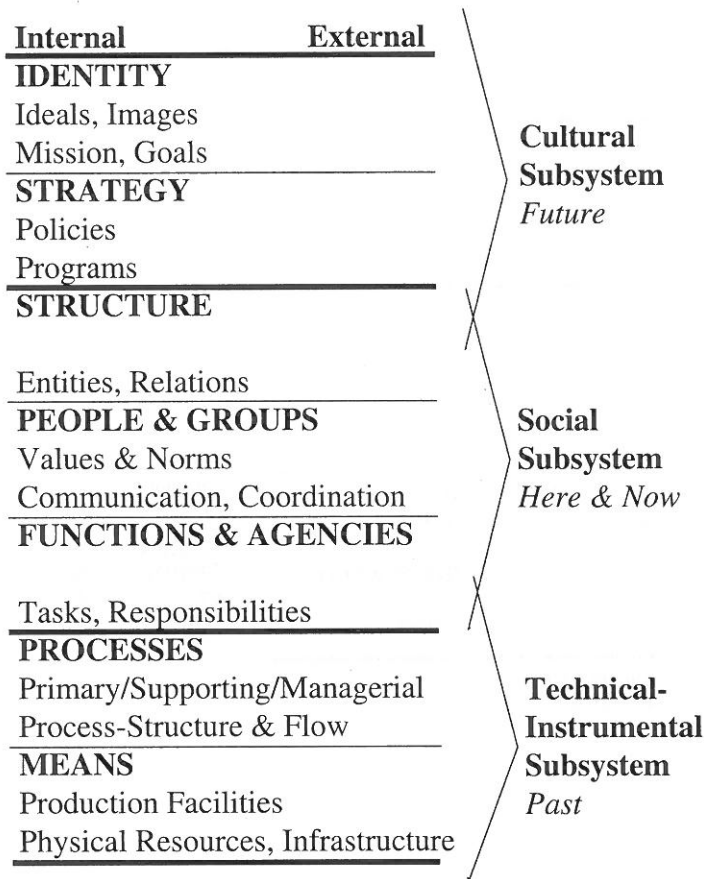 Internal External
IDENTITY
Ideals, Images
Mission, Goals
STRATEGY
Policies
Programs
STRUCTURE
Entities, Relations
PEOPLE & GROUPS
Values & Norms
Communication, Coordination
FUNCTIONS & AGENCIES
Tasks, Responsibilities
PROCESSES
Primary/Supporting/Managerial
Process-Structure & Flow
MEANS
Production Facilities
Physical Resources, Infrastructure
Cultural
Subsystem
Future
Social
Subsystem
Here & Now
Technical-
Instrumental
Subsystem
Past